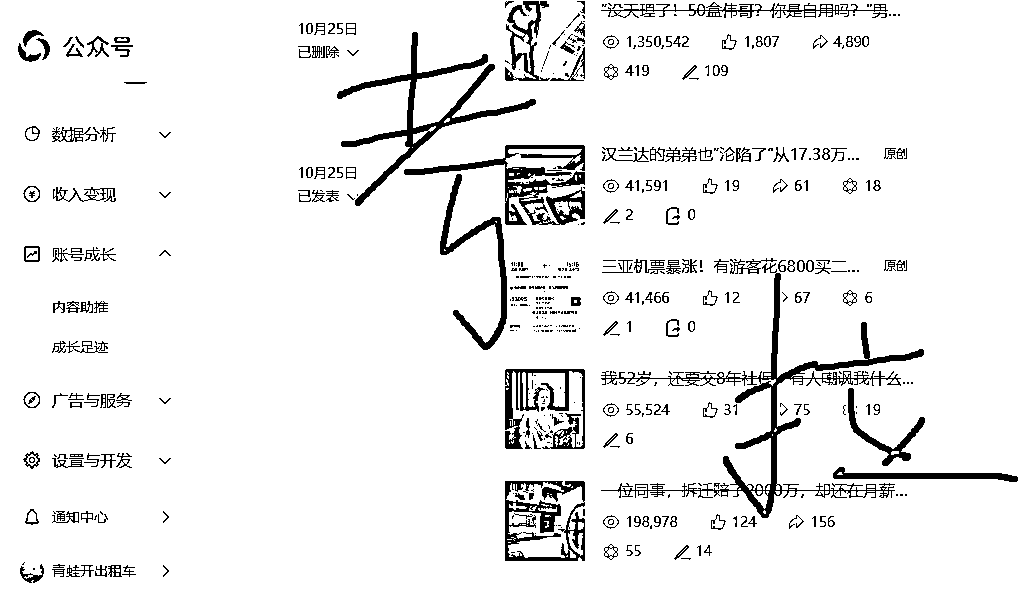 公众号
数据分析
收入变现
账号成长
内容助推
成长足迹
广告与服务
设置与开发
通知中心
青蛙开出租车
10月25日
已删除
“没天理了！50盒伟哥？你是自用吗？“男...
1,350,542 1,807 4,890
419 109
10月25日
已发表
汉兰达的弟弟也”沦陷了“从17.38万... 原创
41,591 19 61 18
2 0
三亚机票暴涨！有游客花6800买二... 原创
41,466 12 67 6
1 0
我52岁，还要交8年社保，有人嘲讽我什么...
55,524 31 75 19
6
一位同事，拆迁赔了2000万，却还在月薪...
198,978 124 156
55 14
考拉